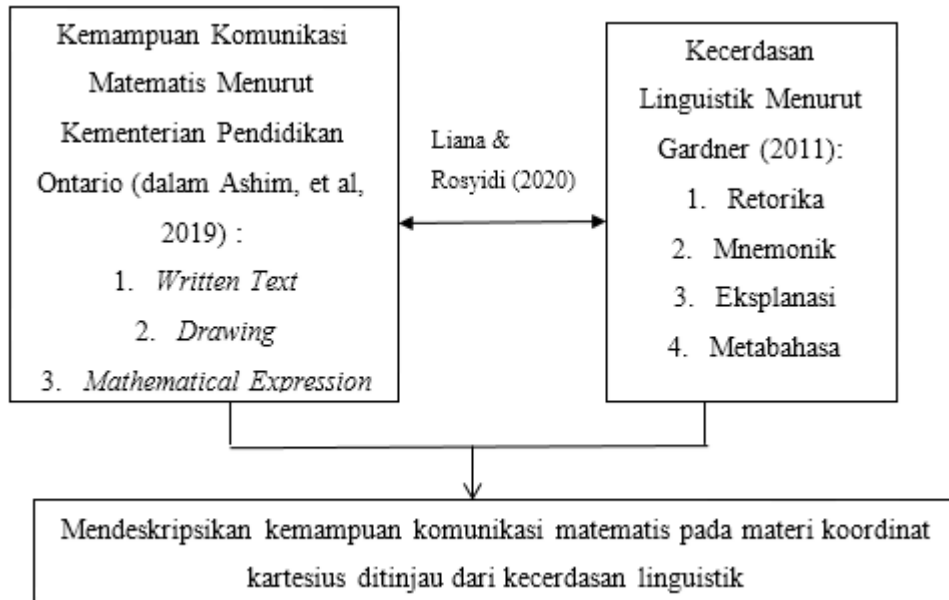 Kemampuan Komunikasi
Matematis Menurut
Kementerian Pendidikan
Ontario (dalam Ashim, et al,
2019) :
1. Written Text
2. Drawing
3. Mathematical Expression
Liana &
Rosyidi (2020)
Kecerdasan
Linguistik Menurut
Gardner (2011):
1. Retorika
2. Mnemonik
3. Eksplanasi
4. Metabahasa
Mendeskripsikan kemampuan komunikasi matematis pada materi koordinat
kartesius ditinjau dari kecerdasan linguistik